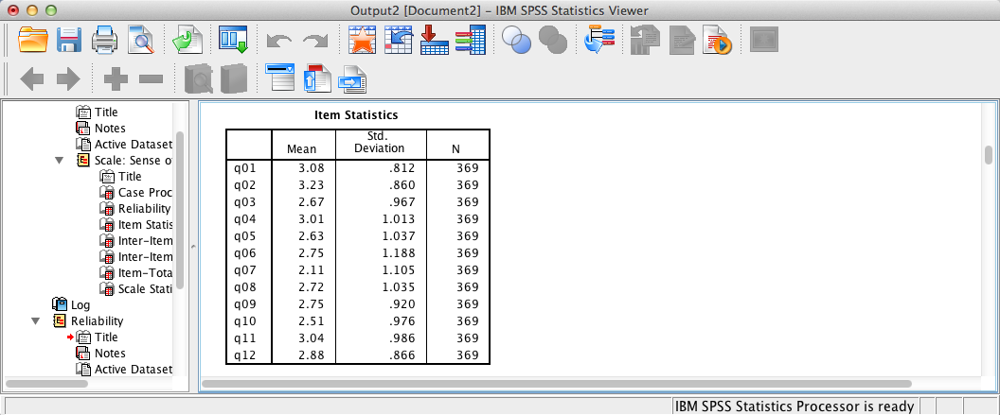 Output2 [Document2] – IBM SPSS Statistics Viewer
Title
Notes
Active Dataset
Scale: Sense o
Title
Case Proc
Reliability
Item Statis
Inter-Item
Inter-Item
Item-Tota
Scale Stati
Log
Reliability
Title
Notes
Active Dataset
Item Statistics
Mean Std. Deviation N
q01 3.08 .812 369
q02 3.23 .860 369
q03 2.67 .967 369
q04 3.01 1.013 369
q05 2.63 1.037 369
q06 2.75 1.188 369
q07 2.11 1.105 369
q08 2.72 1.035 369
q09 2.75 .920 369
q10 2.51 .976 369
q11 3.04 .986 369
q12 2.88 .866 369
IBM SPSS Statistics Processor is ready